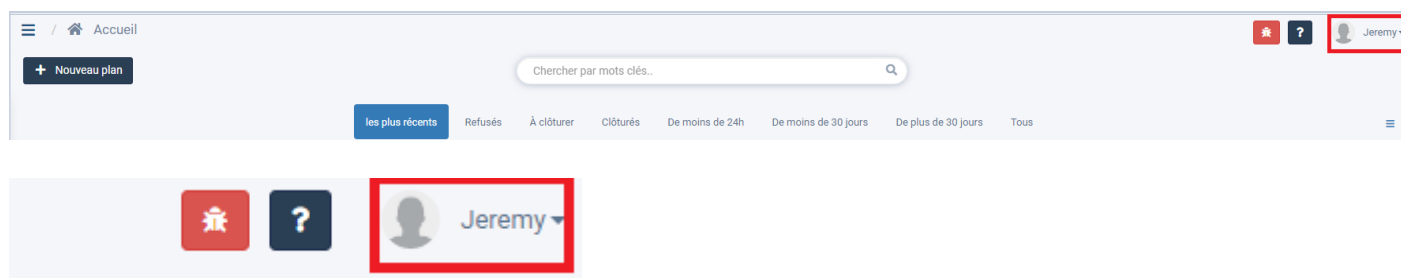 / Accueil
? Jeremy
+ Nouveau plan
Chercher par mots clés..
les plus récents Refusés À clôturer Clôturés De moins de 24h De moins de 30 jours De plus de 30 jours Tous
? Jeremy